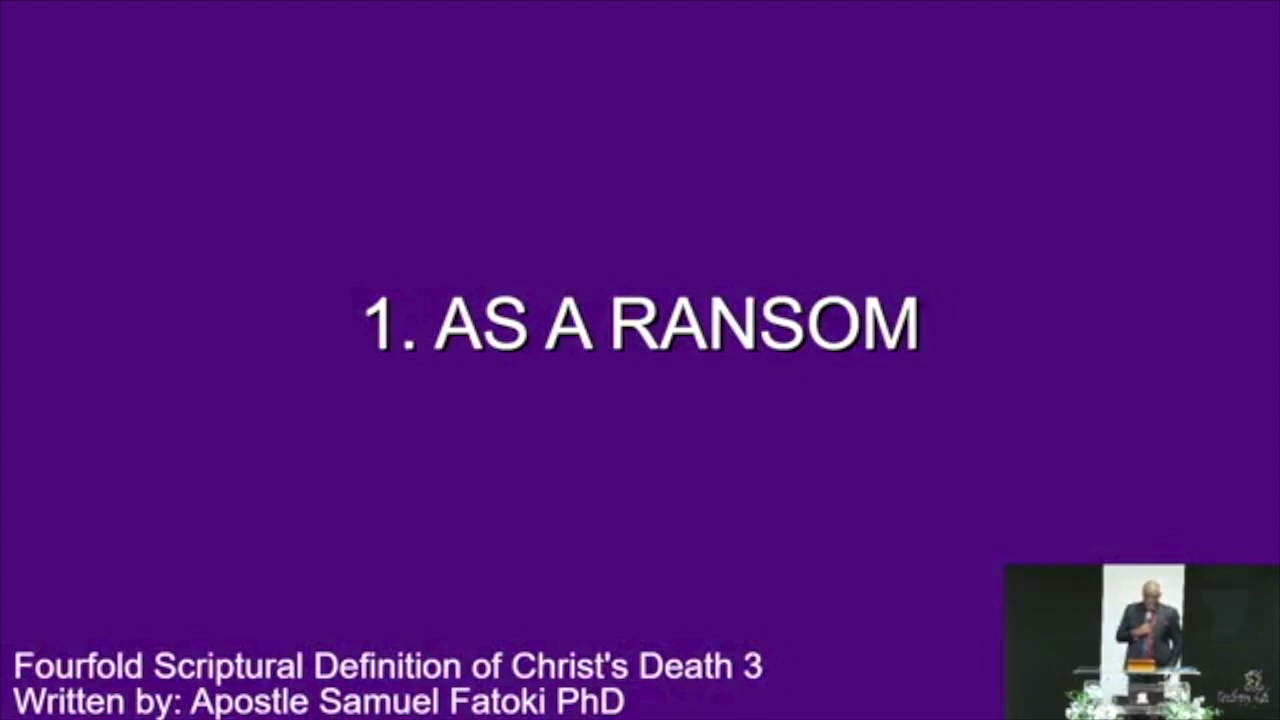 1. AS A RANSOM
Fourfold Scriptural Definition of Christ's Death 3
Written by: Apostle Samuel Fatoki PhD